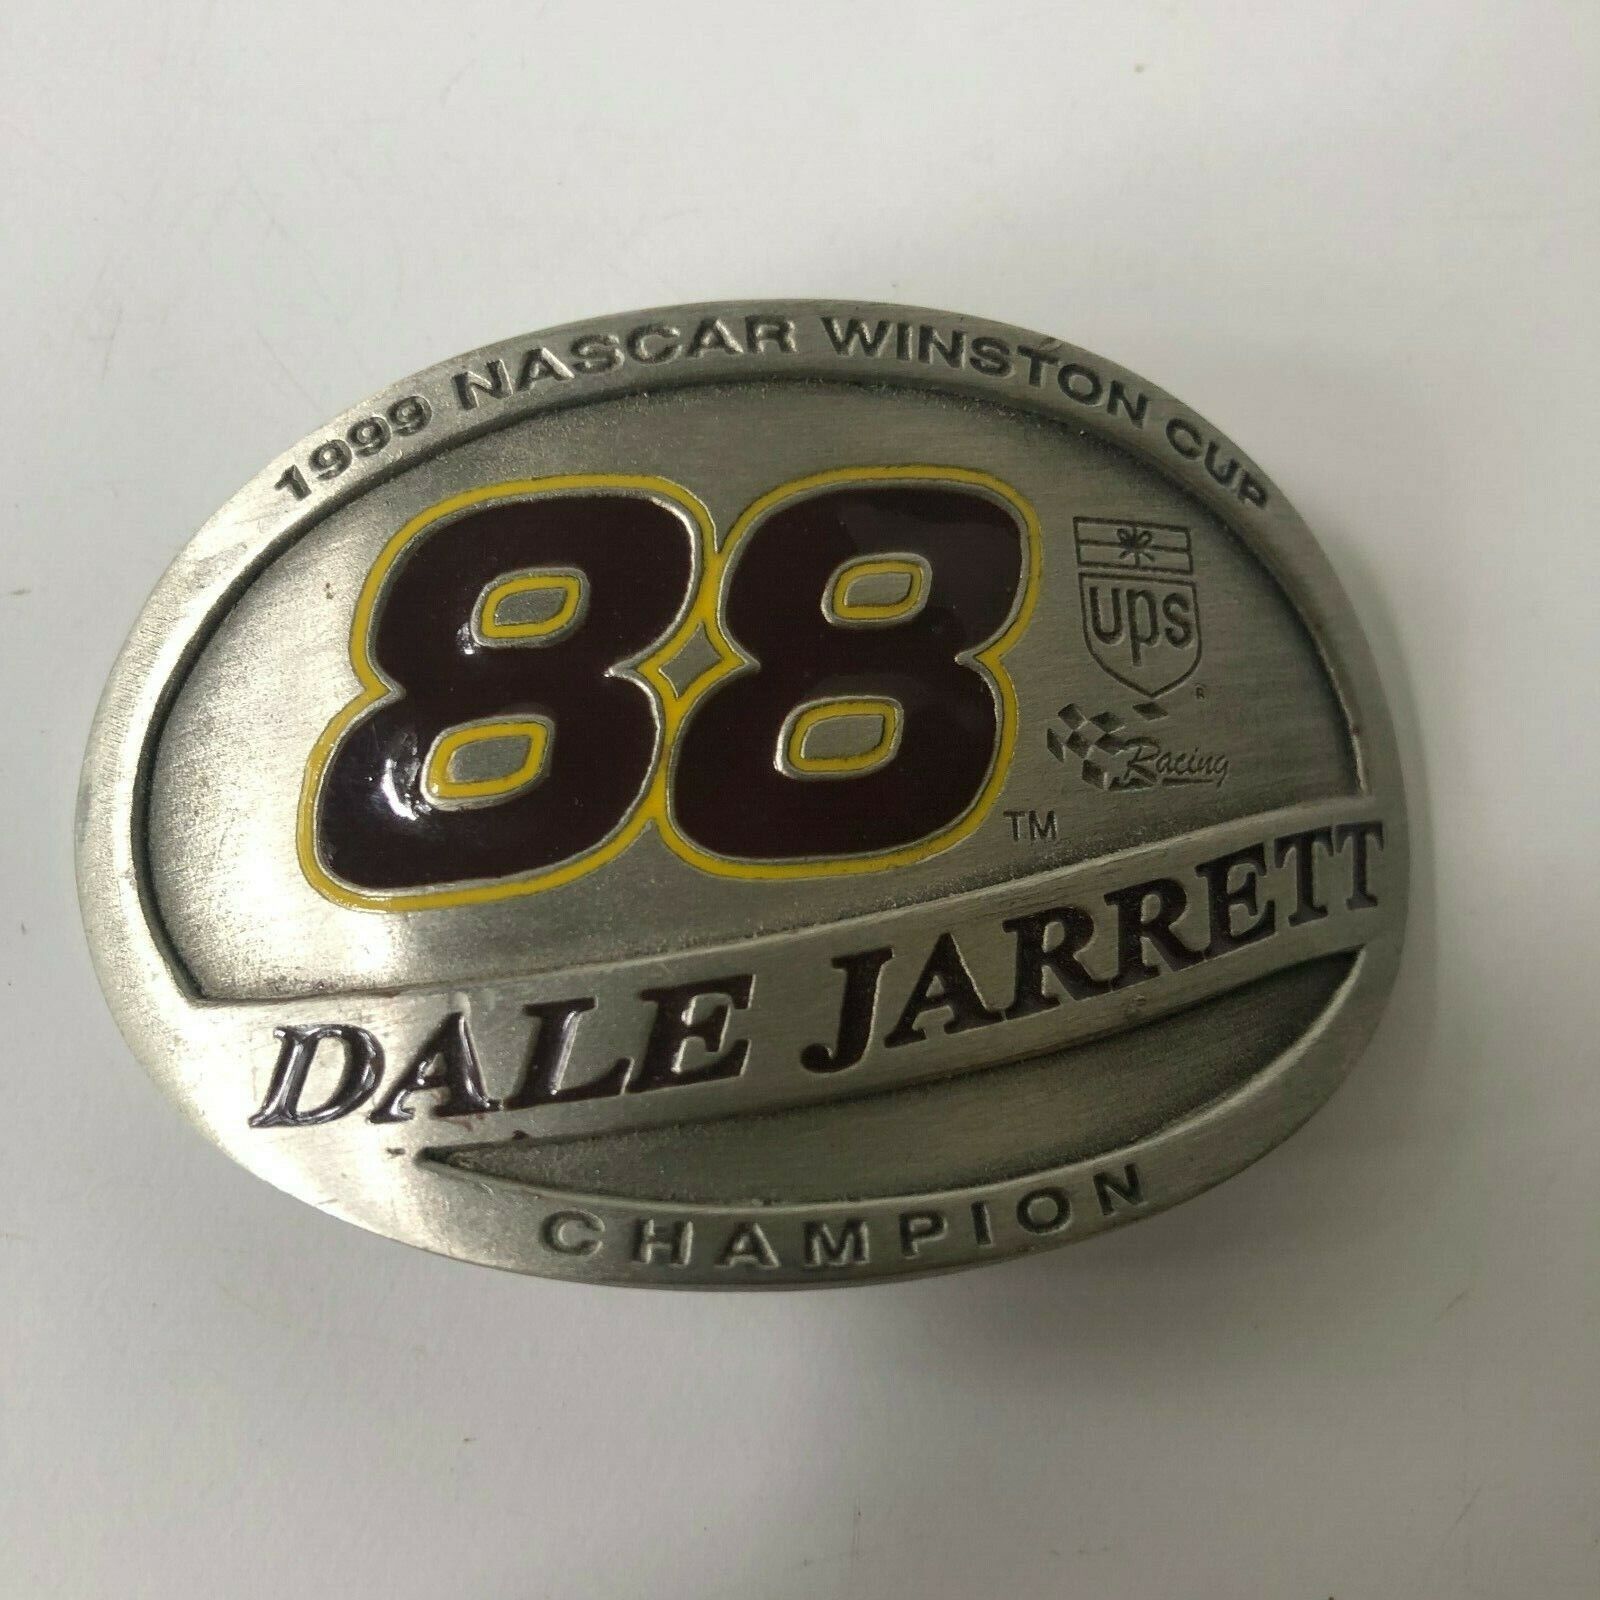 1999 NASCAR WINSTON CUP
88
ups
®
Racing
TM
DALE JARRETT
CHAMPION